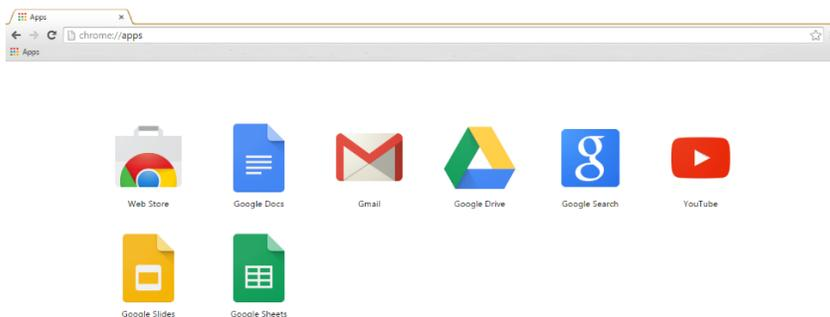 Apps
chrome://apps
Apps
Web Store
Google Docs
Gmail
Google Drive
g
Google Search
YouTube
Google Slides
Google Sheets